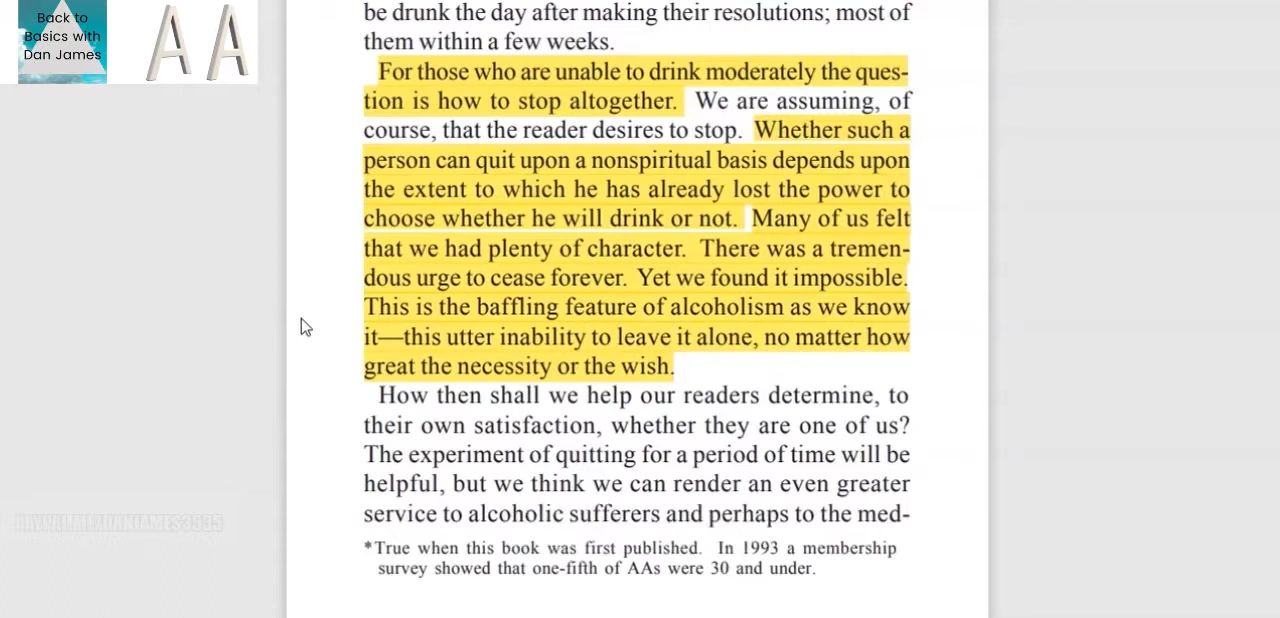 Back to
Basics with
Dan James
A A
be drunk the day after making their resolutions; most of
them within a few weeks.
For those who are unable to drink moderately the ques-
tion is how to stop altogether. We are assuming, of
course, that the reader desires to stop. Whether such a
person can quit upon a nonspiritual basis depends upon
the extent to which he has already lost the power to
choose whether he will drink or not. Many of us felt
that we had plenty of character. There was a tremen-
dous urge to cease forever. Yet we found it impossible.
This is the baffling feature of alcoholism as we know
it—this utter inability to leave it alone, no matter how
great the necessity or the wish.
How then shall we help our readers determine, to
their own satisfaction, whether they are one of us?
The experiment of quitting for a period of time will be
helpful, but we think we can render an even greater
service to alcoholic sufferers and perhaps to the med-
*True when this book was first published. In 1993 a membership
survey showed that one-fifth of AAs were 30 and under.